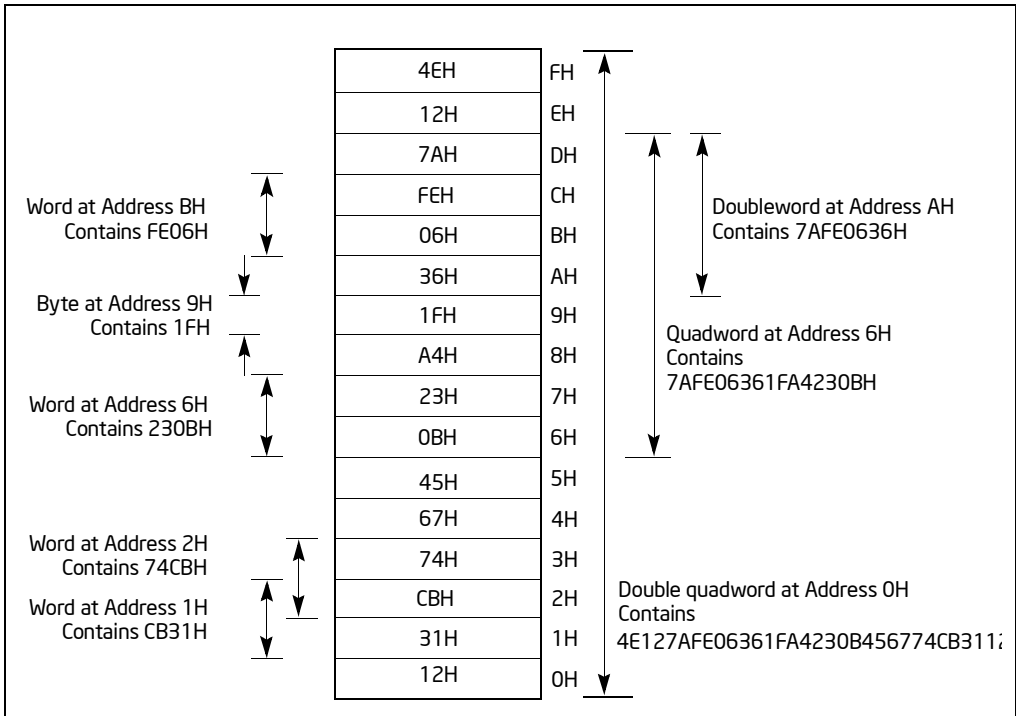 4EH FH
12H EH
7AH DH
FEH CH
Word at Address BH
Contains FE06H
Doubleword at Address AH
Contains 7AFE0636H
06H BH
36H AH
Byte at Address 9H
Contains 1FH
1FH 9H
Quadword at Address 6H
Contains
7AFE06361FA4230BH
A4H 8H
23H 7H
Word at Address 6H
Contains 230BH
0BH 6H
45H 5H
67H 4H
Word at Address 2H
Contains 74CBH
74H 3H
CBH 2H
Word at Address 1H
Contains CB31H
Double quadword at Address 0H
Contains
4E127AFE06361FA4230B456774CB3112
31H 1H
12H 0H